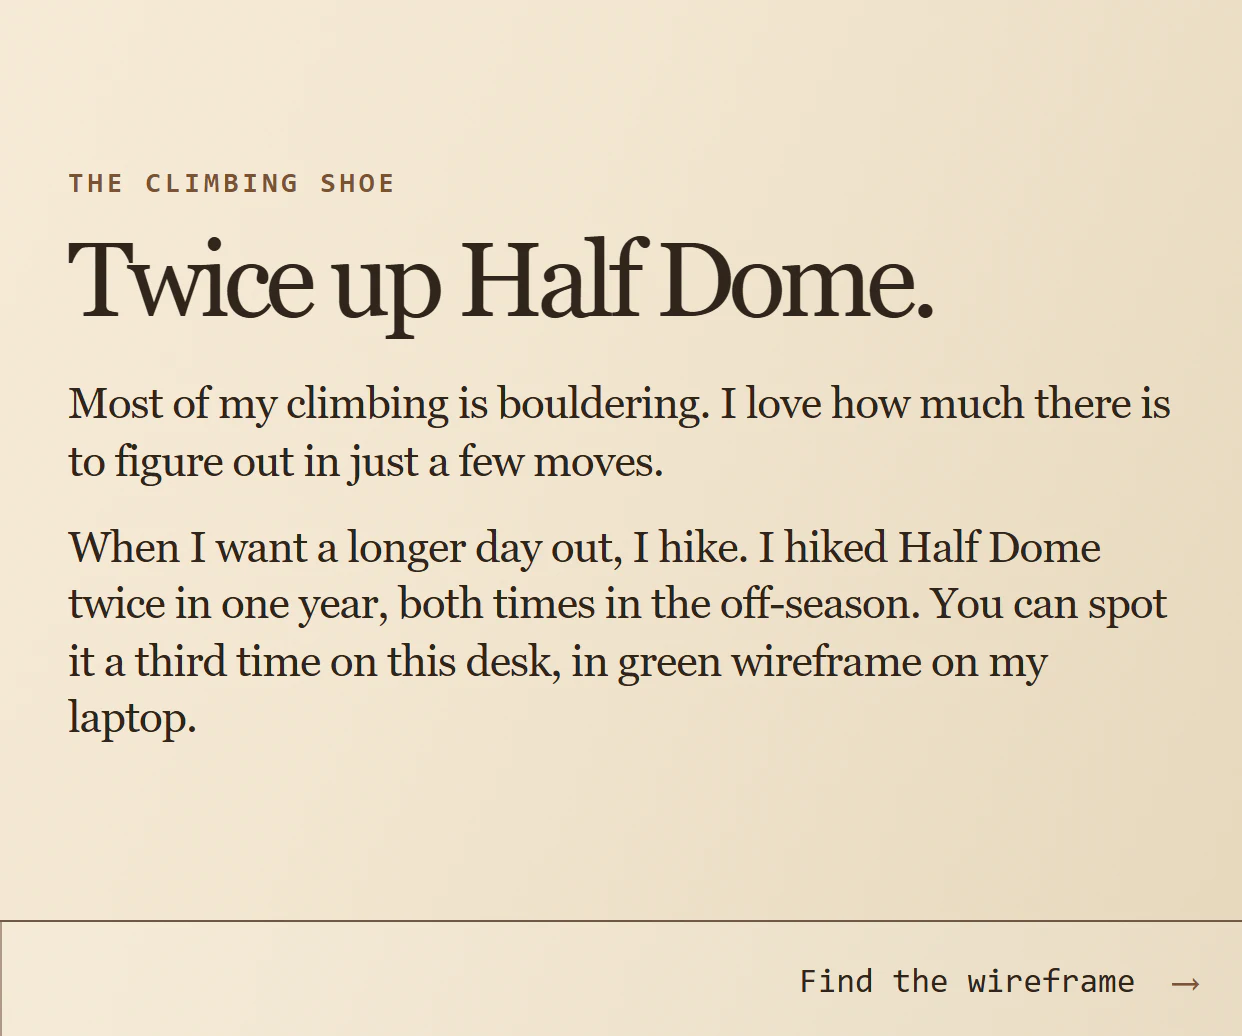 THE CLIMBING SHOE
Twice up Half Dome.
Most of my climbing is bouldering. I love how much there is
to figure out in just a few moves.
When I want a longer day out, I hike. I hiked Half Dome
twice in one year, both times in the off-season. You can spot
it a third time on this desk, in green wireframe on my
laptop.
Find the wireframe →